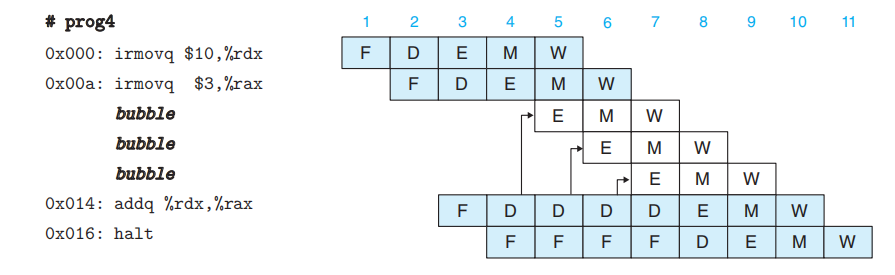 # prog4 1 2 3 4 5 6 7 8 9 10 11
0x000: irmovq $10,%rdx F D E M W
0x00a: irmovq $3,%rax F D E M W
bubble E M W
bubble E M W
bubble E M W
0x014: addq %rdx,%rax F D D D D E M W
0x016: halt F F F F D E M W